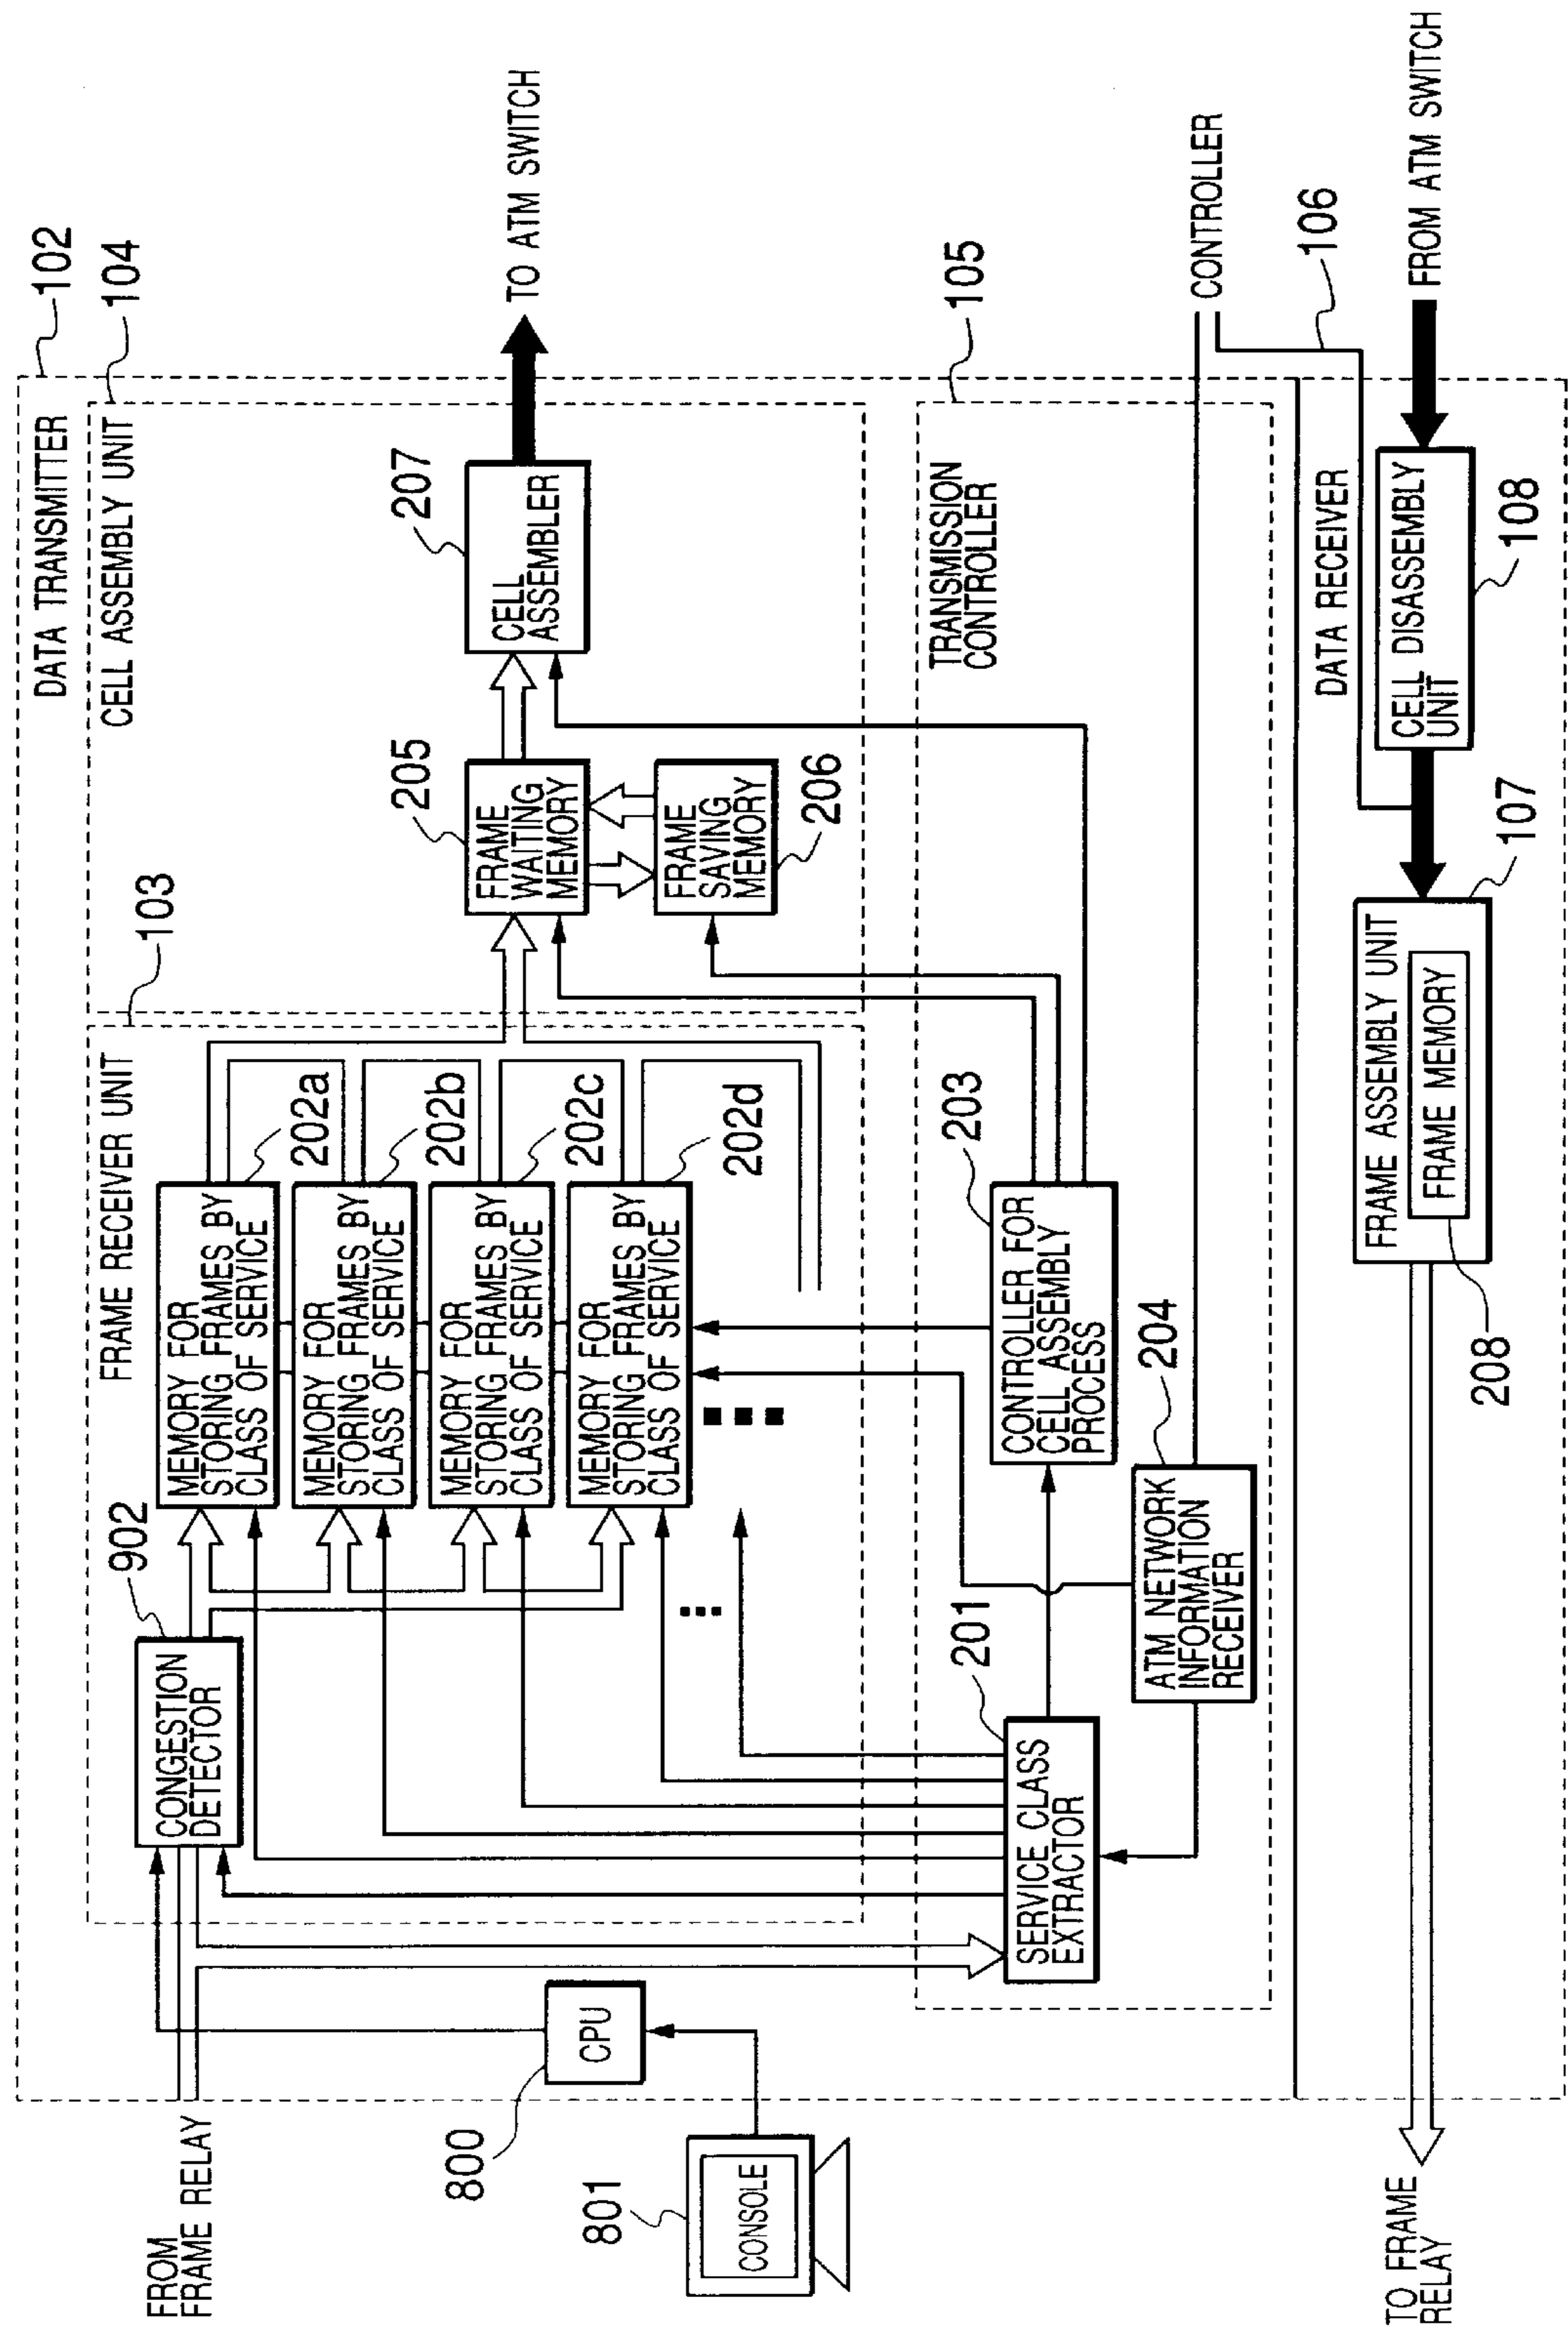 102
DATA TRANSMITTER
104
CELL ASSEMBLY UNIT
103
FRAME RECEIVER UNIT
FROM
FRAME RELAY
902
CONGESTION
DETECTOR
MEMORY FOR
STORING FRAMES BY
CLASS OF SERVICE
202a
MEMORY FOR
STORING FRAMES BY
CLASS OF SERVICE
202b
MEMORY FOR
STORING FRAMES BY
CLASS OF SERVICE
202c
MEMORY FOR
STORING FRAMES BY
CLASS OF SERVICE
202d
205
FRAME
WAITING
MEMORY
FRAME
SAVING
MEMORY
206
207
CELL
ASSEMBLER
TO ATM SWITCH
800
CPU
801
CONSOLE
105
TRANSMISSION
CONTROLLER
201
SERVICE CLASS
EXTRACTOR
203
CONTROLLER FOR
CELL ASSEMBLY
PROCESS
204
ATM NETWORK
INFORMATION
RECEIVER
CONTROLLER
106
DATA RECEIVER
TO FRAME
RELAY
FRAME ASSEMBLY UNIT
FRAME MEMORY
208
107
CELL DISASSEMBLY
UNIT
108
FROM ATM SWITCH